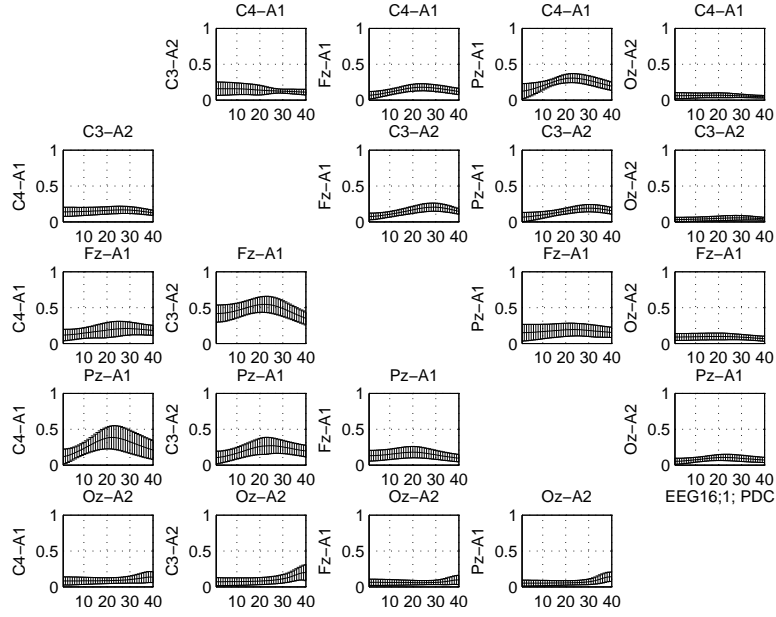 C4−A1 C4−A1 C4−A1 C4−A1
1 1 1 1
C3−A2 0.5 Fz−A1 0.5 Pz−A1 0.5 Oz−A2 0.5
0 0 0 0
10 20 30 40 10 20 30 40 10 20 30 40 10 20 30 40
C3−A2 C3−A2 C3−A2 C3−A2
1 1 1 1
C4−A1 0.5 Fz−A1 0.5 Pz−A1 0.5 Oz−A2 0.5
0 0 0 0
10 20 30 40 10 20 30 40 10 20 30 40 10 20 30 40
Fz−A1 Fz−A1 Fz−A1 Fz−A1
1 1 1 1
C4−A1 0.5 C3−A2 0.5 Pz−A1 0.5 Oz−A2 0.5
0 0 0 0
10 20 30 40 10 20 30 40 10 20 30 40 10 20 30 40
Pz−A1 Pz−A1 Pz−A1 Pz−A1
1 1 1 1
C4−A1 0.5 C3−A2 0.5 Fz−A1 0.5 Oz−A2 0.5
0 0 0 0
10 20 30 40 10 20 30 40 10 20 30 40 10 20 30 40
Oz−A2 Oz−A2 Oz−A2 Oz−A2 EEG16;1; PDC
1 1 1 1
C4−A1 0.5 C3−A2 0.5 Fz−A1 0.5 Pz−A1 0.5
0 0 0 0
10 20 30 40 10 20 30 40 10 20 30 40 10 20 30 40